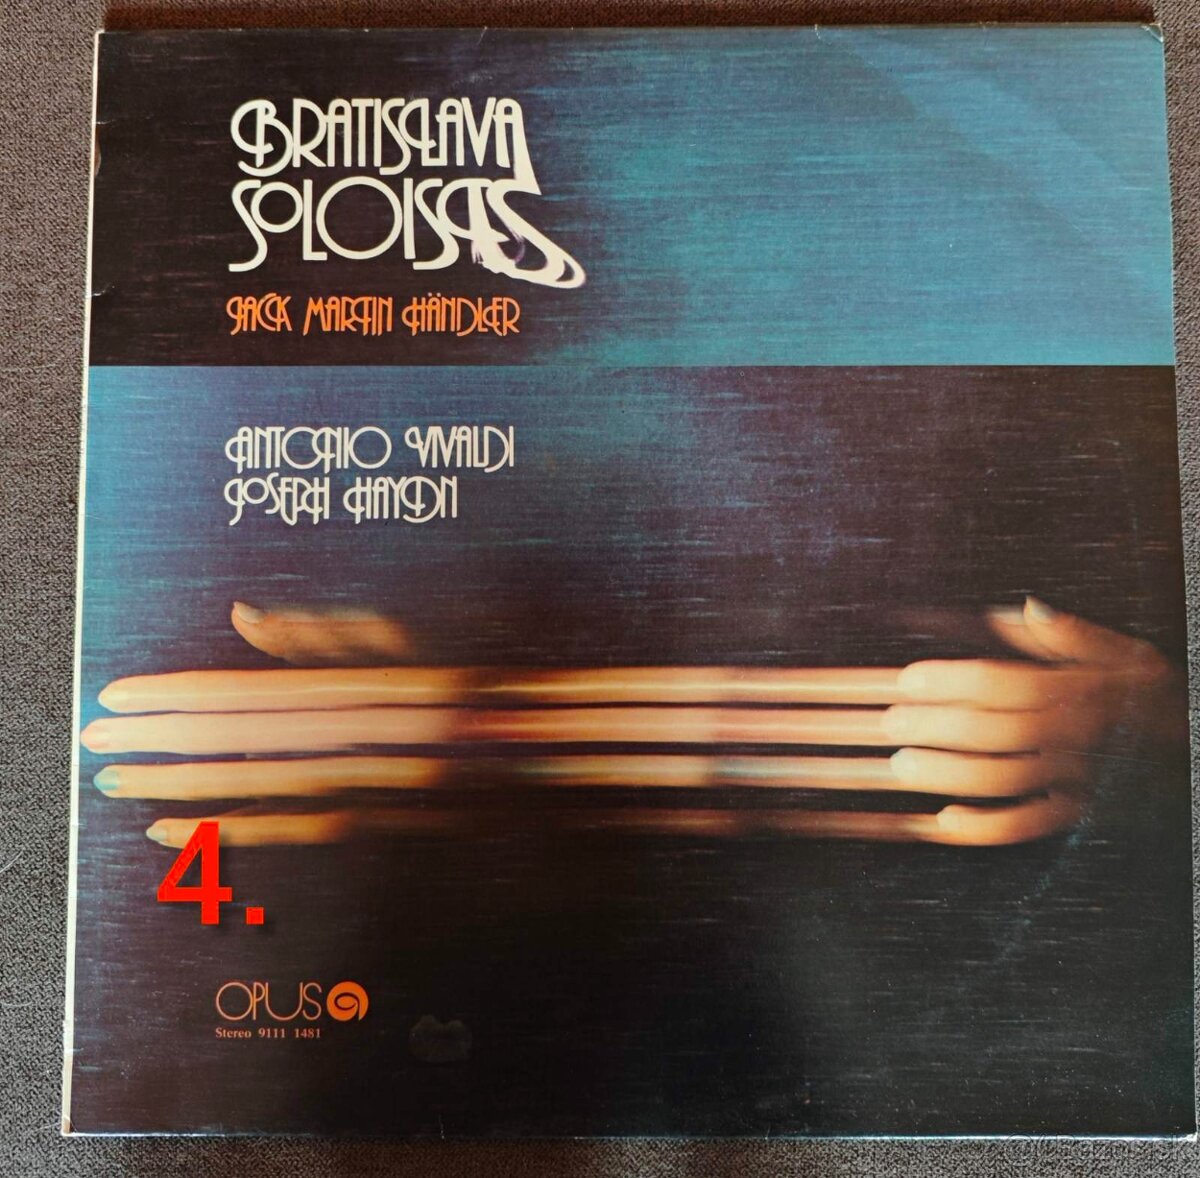 BRATISLAVA
SOLOISTS
JACK MARTIN HÄNDLER
ANTONIO VIVALDI
JOSEPH HAYDN
4.
OPUS
Stereo 9111 1481